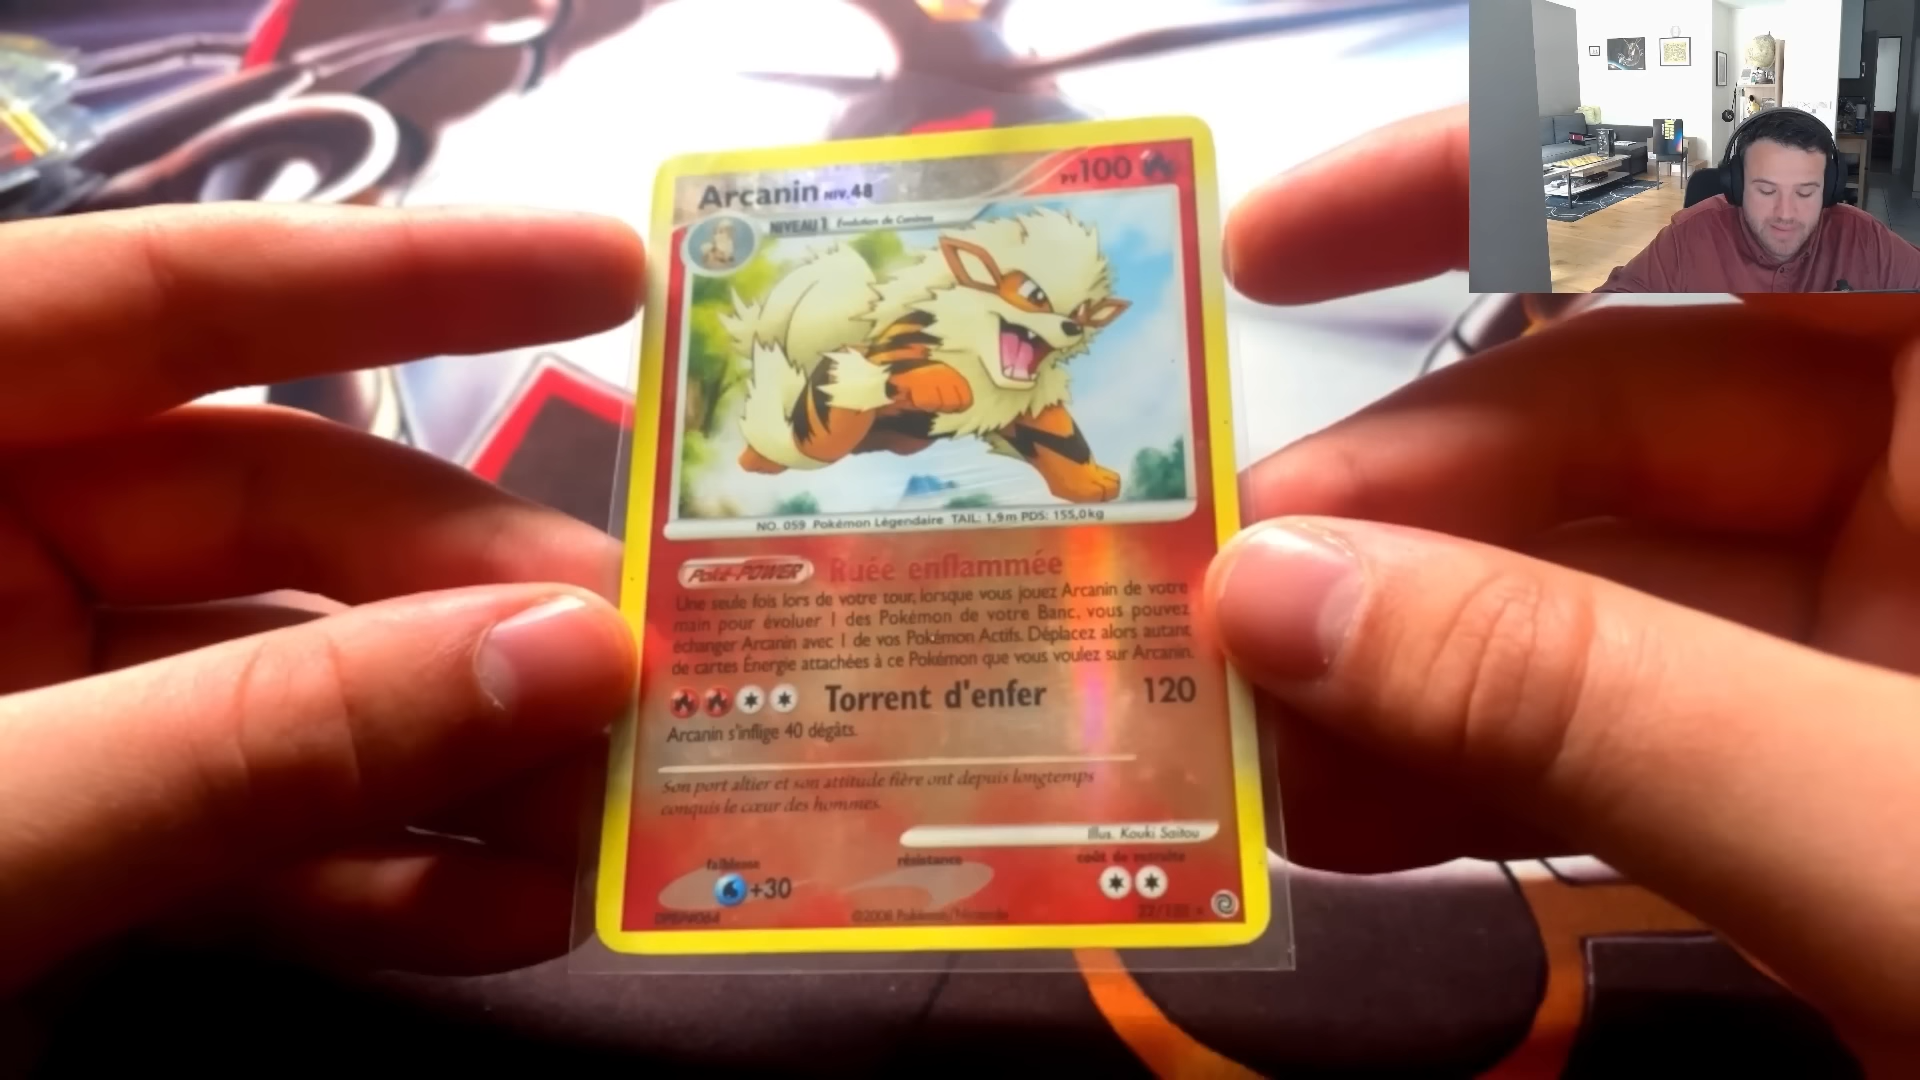 Arcanin NIV.48
PV 100
NIVEAU 1 Évolution de Caninos
NO. 059 Pokémon Légendaire TAIL: 1,9m PDS: 155,0kg
Poké-POWER Ruée enflammée
Une seule fois lors de votre tour, lorsque vous jouez Arcanin de votre
main pour évoluer 1 des Pokémon de votre Banc, vous pouvez
échanger Arcanin avec 1 de vos Pokémon Actifs. Déplacez alors autant
de cartes Énergie attachées à ce Pokémon que vous voulez sur Arcanin.
Torrent d'enfer 120
Arcanin s'inflige 40 dégâts.
Son port altier et son attitude fière ont depuis longtemps
conquis le cœur des hommes.
Illus. Kouki Saitou
faiblesse résistance coût de retraite
+30
©2008 Pokémon/Nintendo